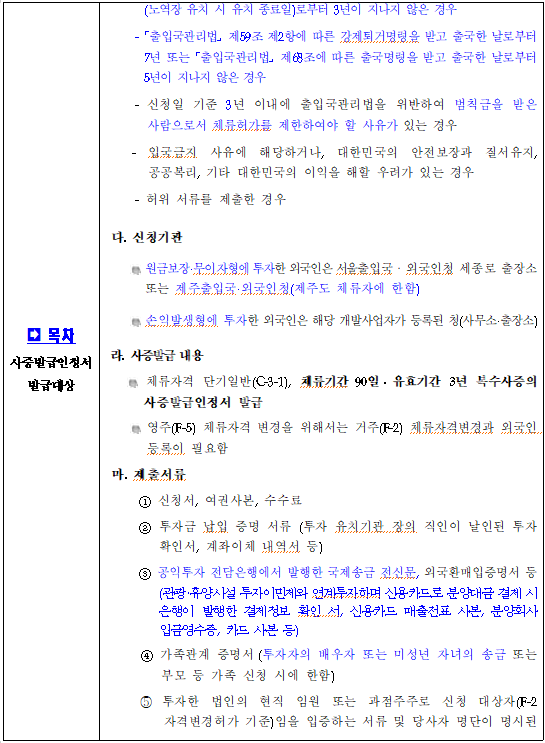 (노역장 유치 시 유치 종료일)로부터 3년이 지나지 않은 경우
- 「출입국관리법」 제59조 제2항에 따른 강제퇴거명령을 받고 출국한 날로부터
7년 또는 「출입국관리법」 제68조에 따른 출국명령을 받고 출국한 날로부터
5년이 지나지 않은 경우
- 신청일 기준 3년 이내에 출입국관리법을 위반하여 범칙금을 받은
사람으로서 체류허가를 제한하여야 할 사유가 있는 경우
- 입국금지 사유에 해당하거나, 대한민국의 안전보장과 질서유지,
공공복리, 기타 대한민국의 이익을 해할 우려가 있는 경우
- 허위 서류를 제출한 경우
다. 신청기관
원금보장·무이자형에 투자한 외국인은 서울출입국·외국인청 세종로 출장소
또는 제주출입국·외국인청(제주도 체류자에 한함)
손익발생형에 투자한 외국인은 해당 개발사업자가 등록된 청(사무소·출장소)
➡ 목차
사증발급인정서
발급대상
라. 사증발급 내용
체류자격 단기일반(C-3-1), 체류기간 90일·유효기간 3년 복수사증의
사증발급인정서 발급
영주(F-5) 체류자격 변경을 위해서는 거주(F-2) 체류자격변경과 외국인
등록이 필요함
마. 제출서류
① 신청서, 여권사본, 수수료
② 투자금 납입 증명 서류 (투자 유치기관 장의 직인이 날인된 투자
확인서, 계좌이체 내역서 등)
③ 공익투자 전담은행에서 발행한 국제송금 전신문, 외국환매입증명서 등
(관광·휴양시설 투자이민제와 연계투자하며 신용카드로 분양대금 결제 시
은행이 발행한 결제정보 확인 서, 신용카드 매출전표 사본, 분양회사
입금영수증, 카드 사본 등)
④ 가족관계 증명서 (투자자의 배우자 또는 미성년 자녀의 송금 또는
부모 등 가족 신청 시에 한함)
⑤ 투자한 법인의 현직 임원 또는 과점주주로 신청 대상자(F-2
자격변경허가 기준)임을 입증하는 서류 및 당사자 명단이 명시된